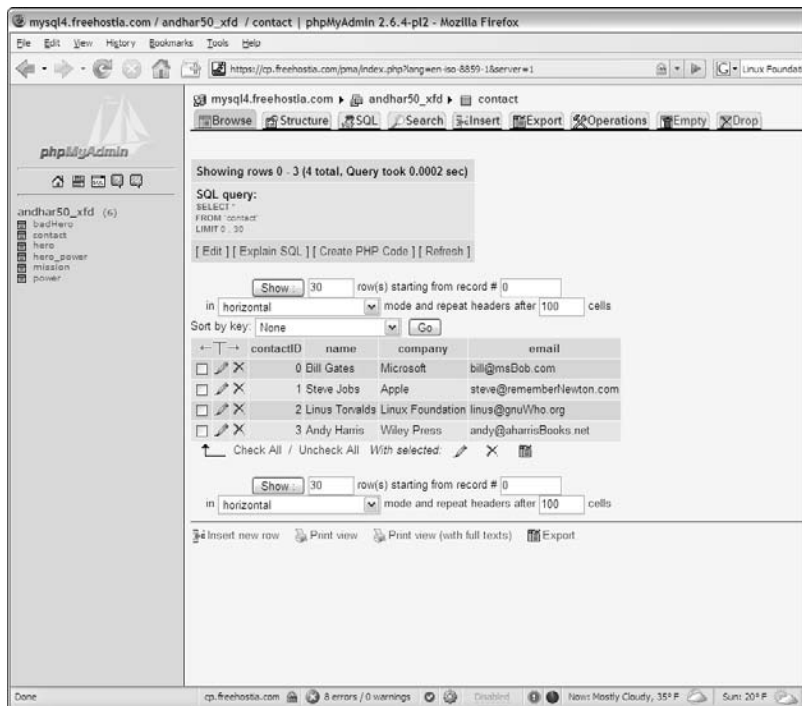 mysql4.freehostia.com / andhar50_xfd / contact | phpMyAdmin 2.6.4-pl2 - Mozilla Firefox
File Edit View History Bookmarks Tools Help
https://cp.freehostia.com/pma/index.php?lang=en-iso-8859-1&server=1
G Linux Foundat
mysql4.freehostia.com ▸ andhar50_xfd ▸ contact
Browse Structure SQL Search Insert Export Operations Empty Drop
phpMyAdmin
andhar50_xfd (6)
badHero
contact
hero
hero_power
mission
power
Showing rows 0 - 3 (4 total, Query took 0.0002 sec)
SQL query:
SELECT *
FROM `contact`
LIMIT 0 , 30
[ Edit ] [ Explain SQL ] [ Create PHP Code ] [ Refresh ]
Show : 30 row(s) starting from record # 0
in horizontal mode and repeat headers after 100 cells
Sort by key: None Go
←T→ contactID name company email
0 Bill Gates Microsoft bill@msBob.com
1 Steve Jobs Apple steve@rememberNewton.com
2 Linus Torvalds Linux Foundation linus@gnuWho.org
3 Andy Harris Wiley Press andy@aharrisBooks.net
Check All / Uncheck All With selected:
Show : 30 row(s) starting from record # 0
in horizontal mode and repeat headers after 100 cells
Insert new row Print view Print view (with full texts) Export
Done cp.freehostia.com 8 errors / 0 warnings Disabled Now: Mostly Cloudy, 35° F Sun: 20° F